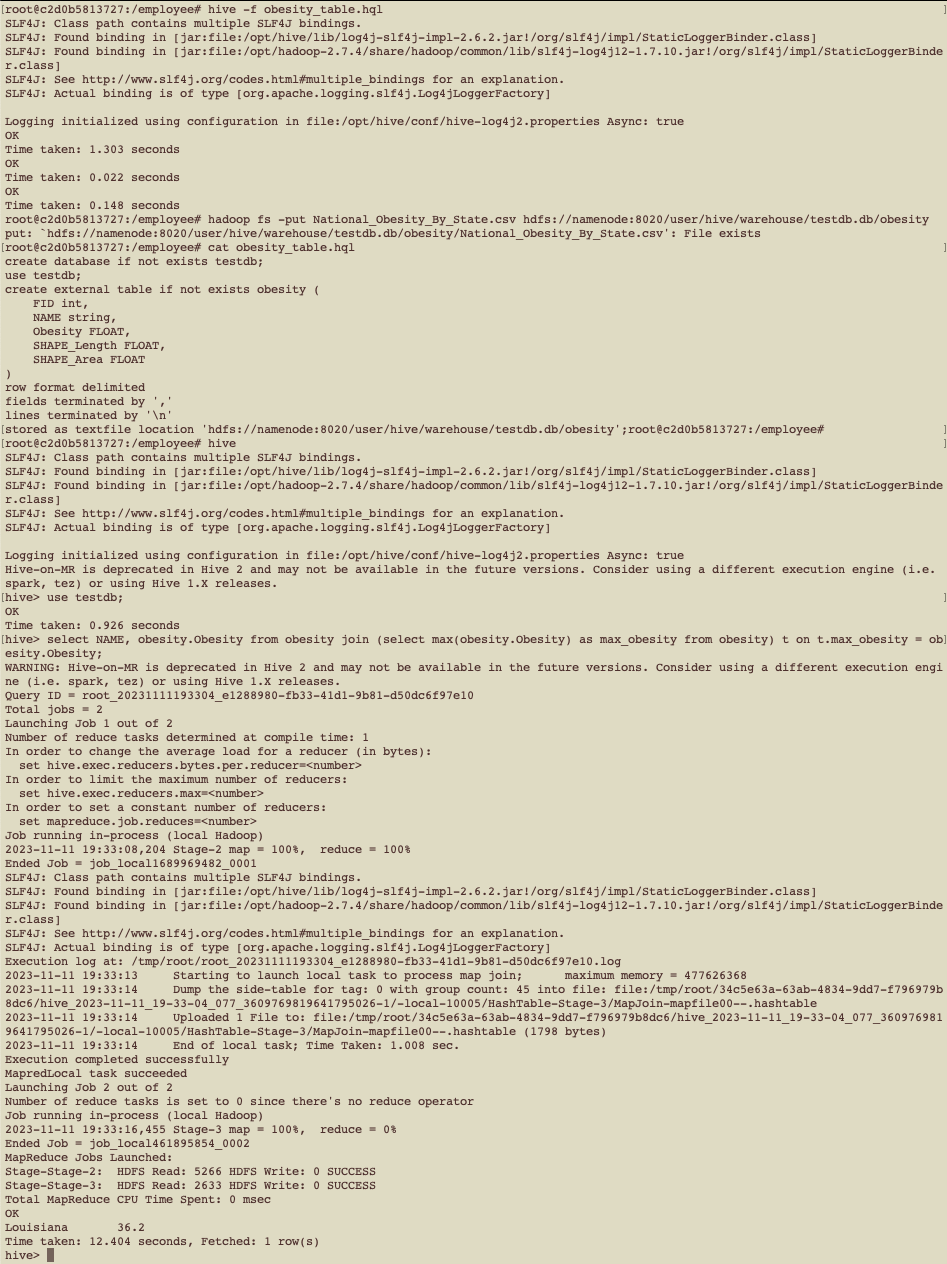 [root@c2d0b5813727:/employee# hive -f obesity_table.hql ]
SLF4J: Class path contains multiple SLF4J bindings.
SLF4J: Found binding in [jar:file:/opt/hive/lib/log4j-slf4j-impl-2.6.2.jar!/org/slf4j/impl/StaticLoggerBinder.class]
SLF4J: Found binding in [jar:file:/opt/hadoop-2.7.4/share/hadoop/common/lib/slf4j-log4j12-1.7.10.jar!/org/slf4j/impl/StaticLoggerBinde
r.class]
SLF4J: See http://www.slf4j.org/codes.html#multiple_bindings for an explanation.
SLF4J: Actual binding is of type [org.apache.logging.slf4j.Log4jLoggerFactory]
Logging initialized using configuration in file:/opt/hive/conf/hive-log4j2.properties Async: true
OK
Time taken: 1.303 seconds
OK
Time taken: 0.022 seconds
OK
Time taken: 0.148 seconds
root@c2d0b5813727:/employee# hadoop fs -put National_Obesity_By_State.csv hdfs://namenode:8020/user/hive/warehouse/testdb.db/obesity
put: `hdfs://namenode:8020/user/hive/warehouse/testdb.db/obesity/National_Obesity_By_State.csv': File exists
[root@c2d0b5813727:/employee# cat obesity_table.hql ]
create database if not exists testdb;
use testdb;
create external table if not exists obesity (
    FID int,
    NAME string,
    Obesity FLOAT,
    SHAPE_Length FLOAT,
    SHAPE_Area FLOAT
)
row format delimited
fields terminated by ','
lines terminated by '\n'
[stored as textfile location 'hdfs://namenode:8020/user/hive/warehouse/testdb.db/obesity';root@c2d0b5813727:/employee# ]
[root@c2d0b5813727:/employee# hive ]
SLF4J: Class path contains multiple SLF4J bindings.
SLF4J: Found binding in [jar:file:/opt/hive/lib/log4j-slf4j-impl-2.6.2.jar!/org/slf4j/impl/StaticLoggerBinder.class]
SLF4J: Found binding in [jar:file:/opt/hadoop-2.7.4/share/hadoop/common/lib/slf4j-log4j12-1.7.10.jar!/org/slf4j/impl/StaticLoggerBinde
r.class]
SLF4J: See http://www.slf4j.org/codes.html#multiple_bindings for an explanation.
SLF4J: Actual binding is of type [org.apache.logging.slf4j.Log4jLoggerFactory]
Logging initialized using configuration in file:/opt/hive/conf/hive-log4j2.properties Async: true
Hive-on-MR is deprecated in Hive 2 and may not be available in the future versions. Consider using a different execution engine (i.e.
spark, tez) or using Hive 1.X releases.
[hive> use testdb; ]
OK
Time taken: 0.926 seconds
[hive> select NAME, obesity.Obesity from obesity join (select max(obesity.Obesity) as max_obesity from obesity) t on t.max_obesity = ob]
esity.Obesity;
WARNING: Hive-on-MR is deprecated in Hive 2 and may not be available in the future versions. Consider using a different execution engi
ne (i.e. spark, tez) or using Hive 1.X releases.
Query ID = root_20231111193304_e1288980-fb33-41d1-9b81-d50dc6f97e10
Total jobs = 2
Launching Job 1 out of 2
Number of reduce tasks determined at compile time: 1
In order to change the average load for a reducer (in bytes):
  set hive.exec.reducers.bytes.per.reducer=<number>
In order to limit the maximum number of reducers:
  set hive.exec.reducers.max=<number>
In order to set a constant number of reducers:
  set mapreduce.job.reduces=<number>
Job running in-process (local Hadoop)
2023-11-11 19:33:08,204 Stage-2 map = 100%,  reduce = 100%
Ended Job = job_local1689969482_0001
SLF4J: Class path contains multiple SLF4J bindings.
SLF4J: Found binding in [jar:file:/opt/hive/lib/log4j-slf4j-impl-2.6.2.jar!/org/slf4j/impl/StaticLoggerBinder.class]
SLF4J: Found binding in [jar:file:/opt/hadoop-2.7.4/share/hadoop/common/lib/slf4j-log4j12-1.7.10.jar!/org/slf4j/impl/StaticLoggerBinde
r.class]
SLF4J: See http://www.slf4j.org/codes.html#multiple_bindings for an explanation.
SLF4J: Actual binding is of type [org.apache.logging.slf4j.Log4jLoggerFactory]
Execution log at: /tmp/root/root_20231111193304_e1288980-fb33-41d1-9b81-d50dc6f97e10.log
2023-11-11 19:33:13     Starting to launch local task to process map join;      maximum memory = 477626368
2023-11-11 19:33:14     Dump the side-table for tag: 0 with group count: 45 into file: file:/tmp/root/34c5e63a-63ab-4834-9dd7-f796979b
8dc6/hive_2023-11-11_19-33-04_077_3609769819641795026-1/-local-10005/HashTable-Stage-3/MapJoin-mapfile00--.hashtable
2023-11-11 19:33:14     Uploaded 1 File to: file:/tmp/root/34c5e63a-63ab-4834-9dd7-f796979b8dc6/hive_2023-11-11_19-33-04_077_360976981
9641795026-1/-local-10005/HashTable-Stage-3/MapJoin-mapfile00--.hashtable (1798 bytes)
2023-11-11 19:33:14     End of local task; Time Taken: 1.008 sec.
Execution completed successfully
MapredLocal task succeeded
Launching Job 2 out of 2
Number of reduce tasks is set to 0 since there's no reduce operator
Job running in-process (local Hadoop)
2023-11-11 19:33:16,455 Stage-3 map = 100%,  reduce = 0%
Ended Job = job_local461895854_0002
MapReduce Jobs Launched:
Stage-Stage-2:  HDFS Read: 5266 HDFS Write: 0 SUCCESS
Stage-Stage-3:  HDFS Read: 2633 HDFS Write: 0 SUCCESS
Total MapReduce CPU Time Spent: 0 msec
OK
Louisiana       36.2
Time taken: 12.404 seconds, Fetched: 1 row(s)
hive>